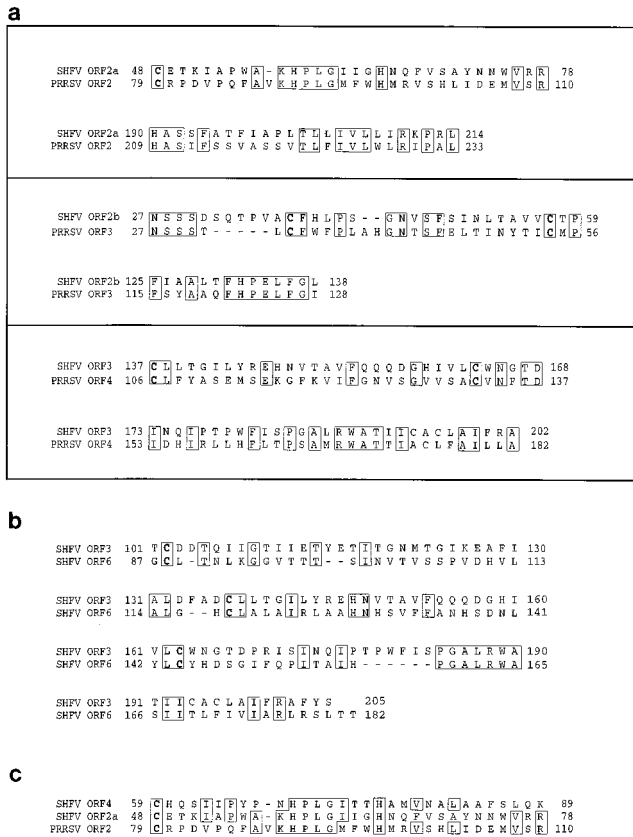 a
SHFV ORF2a 48 C E T K I A P W A - K H P L G I I G H N Q F V S A Y N N W V R R 78
PRRSV ORF2 79 C R P D V P Q F A V K H P L G M F W H M R V S H L I D E M V S R 110
SHFV ORF2a 190 H A S S F A T F I A P L T L L I V L L I R K P R L 214
PRRSV ORF2 209 H A S I F S S V A S S V T L F I V L W L R I P A L 233
SHFV ORF2b 27 N S S S D S Q T P V A C F H L P S - - G N V S F S I N L T A V V C T P 59
PRRSV ORF3 27 N S S S T - - - - - L C F W F P L A H G N T S F E L T I N Y T I C M P 56
SHFV ORF2b 125 F I A A L T F H P E L F G L 138
PRRSV ORF3 115 F S Y A A Q F H P E L F G I 128
SHFV ORF3 137 C L L T G I L Y R E H N V T A V F Q Q Q D G H I V L C W N G T D 168
PRRSV ORF4 106 C L F Y A S E M S E K G F K V I F G N V S G V V S A C V N F T D 137
SHFV ORF3 173 I N Q I P T P W F I S P G A L R W A T I I C A C L A I F R A 202
PRRSV ORF4 153 I D H I R L L H F L T P S A M R W A T T I A C L F A I L L A 182
b
SHFV ORF3 101 T C D D T Q I I G T I I E T Y E T I T G N M T G I K E A F I 130
SHFV ORF6 87 G C L - T N L K G G V T T T - S I N V T V S S P V D H V L 113
SHFV ORF3 131 A L D F A D C L L T G I L Y R E H N V T A V F Q Q Q D G H I 160
SHFV ORF6 114 A L G - H C L A L A I R L A A H N H S V F F A N H S D N L 141
SHFV ORF3 161 V L C W N G T D P R I S I N Q I P T P W F I S P G A L R W A 190
SHFV ORF6 142 Y L C Y H D S G I F Q P I T A I H - - - - - - P G A L R W A 165
SHFV ORF3 191 T I I C A C L A I F R A F Y S 205
SHFV ORF6 166 S I I T L F I V I A R L R S L T T 182
c
SHFV ORF4 59 C H Q S I I P Y P - N H P L G I T T H A M V N A L A A F S L Q K 89
SHFV ORF2a 48 C E T K I A P W A - K H P L G I I G H N Q F V S A Y N N W V R R 78
PRRSV ORF2 79 C R P D V P Q F A V K H P L G M F W H M R V S H L I D E M V S R 110